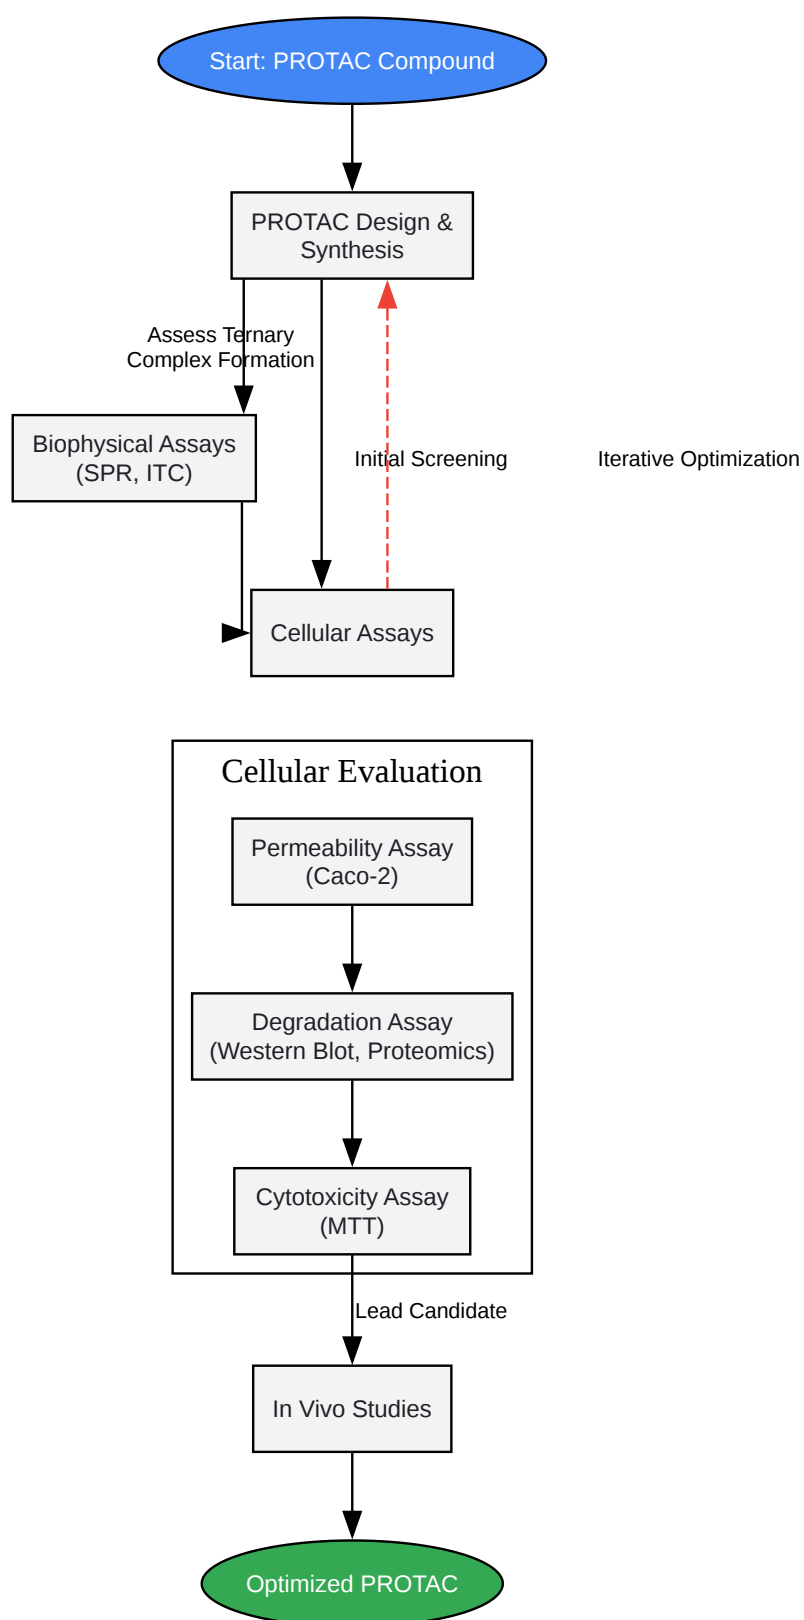 Start: PROTAC Compound
PROTAC Design &
Synthesis
Assess Ternary
Complex Formation
Biophysical Assays
(SPR, ITC)
Initial Screening
Iterative Optimization
Cellular Assays
Cellular Evaluation
Permeability Assay
(Caco-2)
Degradation Assay
(Western Blot, Proteomics)
Cytotoxicity Assay
(MTT)
Lead Candidate
In Vivo Studies
Optimized PROTAC